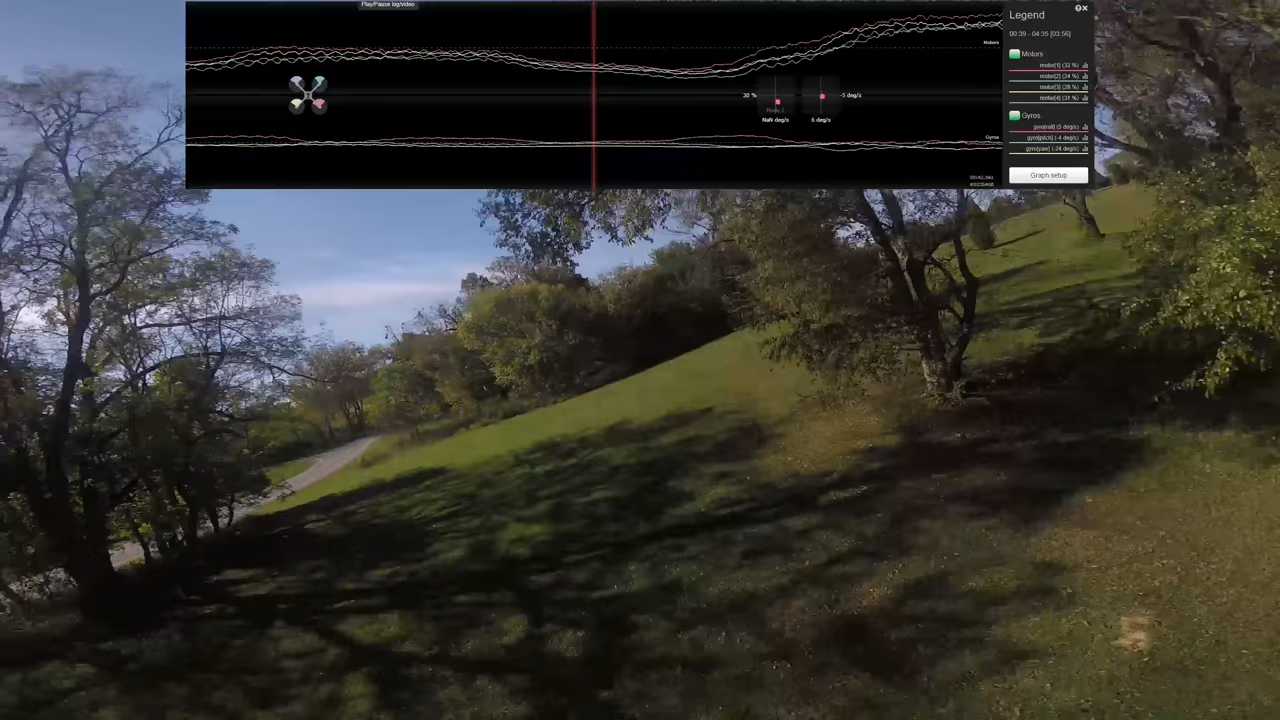 Play/Pause log/video
Legend
00:39 - 04:35 [03:56]
Motors
Motors
motor[1] (32 %)
motor[2] (24 %)
motor[3] (29 %)
motor[4] (31 %)
30 %
-5 deg/s
Mode 2
NaN deg/s
6 deg/s
Gyros
Gyros
gyro[roll] (5 deg/s)
gyro[pitch] (-4 deg/s)
gyro[yaw] (-24 deg/s)
Graph setup